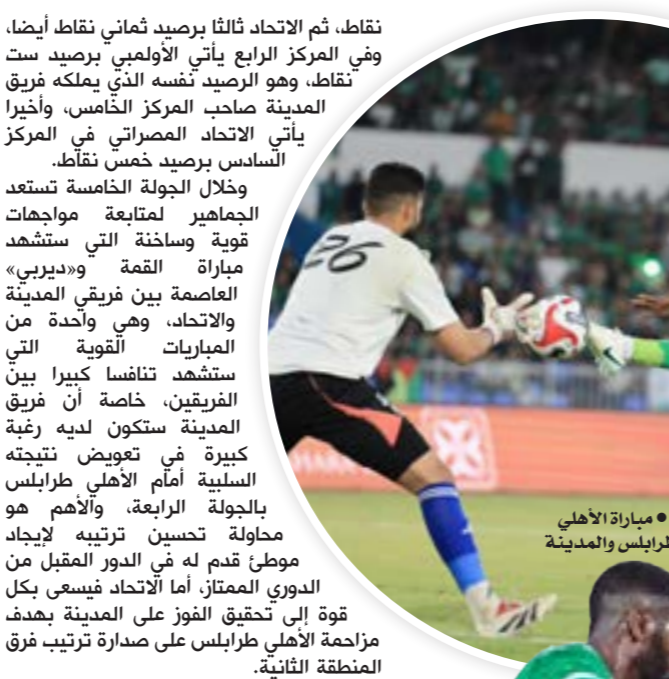 نقاط، ثم الاتحاد ثالثا برصيد ثماني نقاط أيضا،
وفي المركز الرابع يأتي الأولمبي برصيد ست
نقاط، وهو الرصيد نفسه الذي يملكه فريق
المدينة صاحب المركز الخامس، وأخيرا
يأتي الاتحاد المصراتي في المركز
السادس برصيد خمس نقاط.
وخلال الجولة الخامسة تستعد
الجماهير لمتابعة مواجهات
قوية وساخنة التي ستشهد
مباراة القمة و«ديربي»
العاصمة بين فريقي المدينة
والاتحاد، وهي واحدة من
المباريات القوية التي
ستشهد تنافسا كبيرا بين
الفريقين، خاصة أن فريق
المدينة ستكون لديه رغبة
كبيرة في تعويض نتيجته
السلبية أمام الأهلي طرابلس
بالجولة الرابعة، والأهم هو
محاولة تحسين ترتيبه لإيجاد
موطئ قدم له في الدور المقبل من
الدوري الممتاز، أما الاتحاد فيسعى بكل
قوة إلى تحقيق الفوز على المدينة بهدف
مزاحمة الأهلي طرابلس على صدارة ترتيب فرق
المنطقة الثانية.
26
• مباراة الأهلي
طرابلس والمدينة